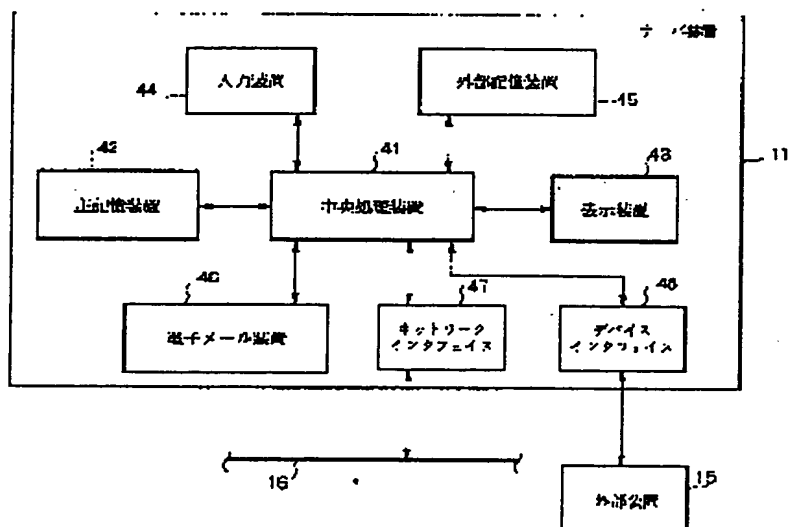 サーバ装置
入力装置
44
外部記憶装置
45
42
41
43
11
主記憶装置
中央処理装置
表示装置
46
47
48
電子メール装置
ネットワーク
インタフェイス
デバイス
インタフェイス
16
15
外部公衆